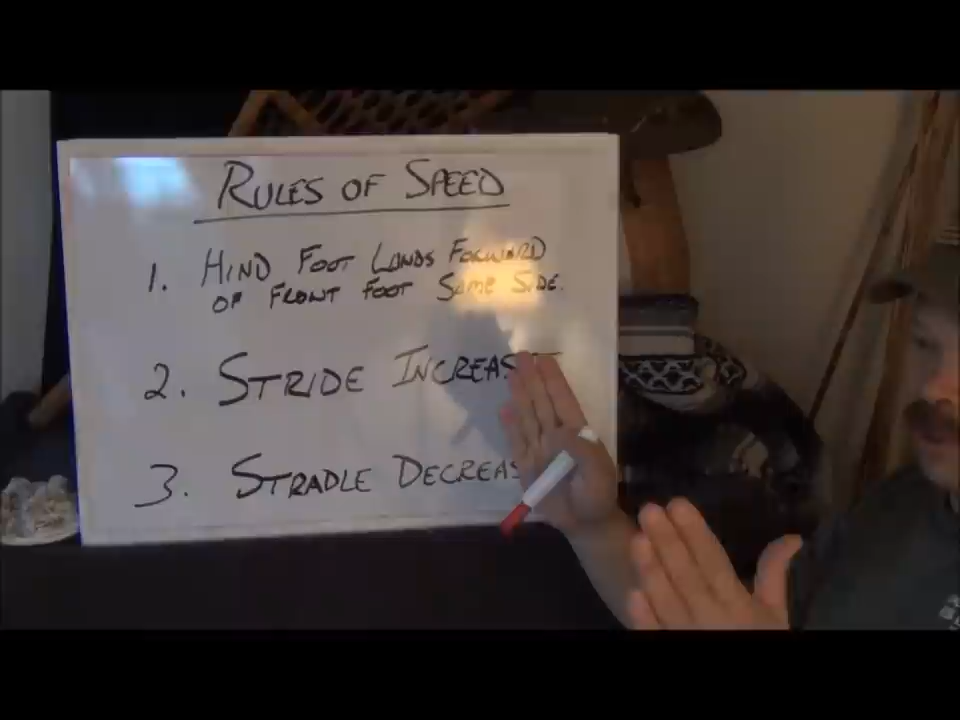 RULES OF SPEED
1. HIND FOOT LANDS FORWARD
OF FRONT FOOT SAME SIDE.
2. STRIDE INCREAS
3. STRADLE DECREAS